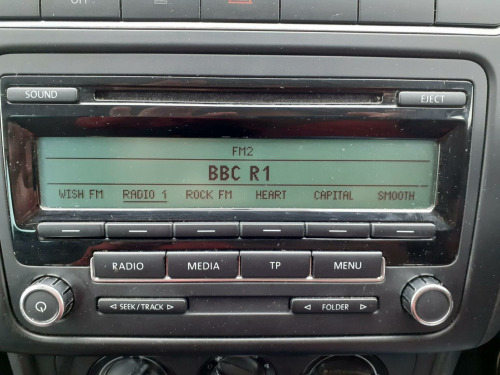 OFF
SOUND EJECT
FM2
BBC R1
WISH FM RADIO 1 ROCK FM HEART CAPITAL SMOOTH
RADIO MEDIA TP MENU
SEEK/TRACK FOLDER